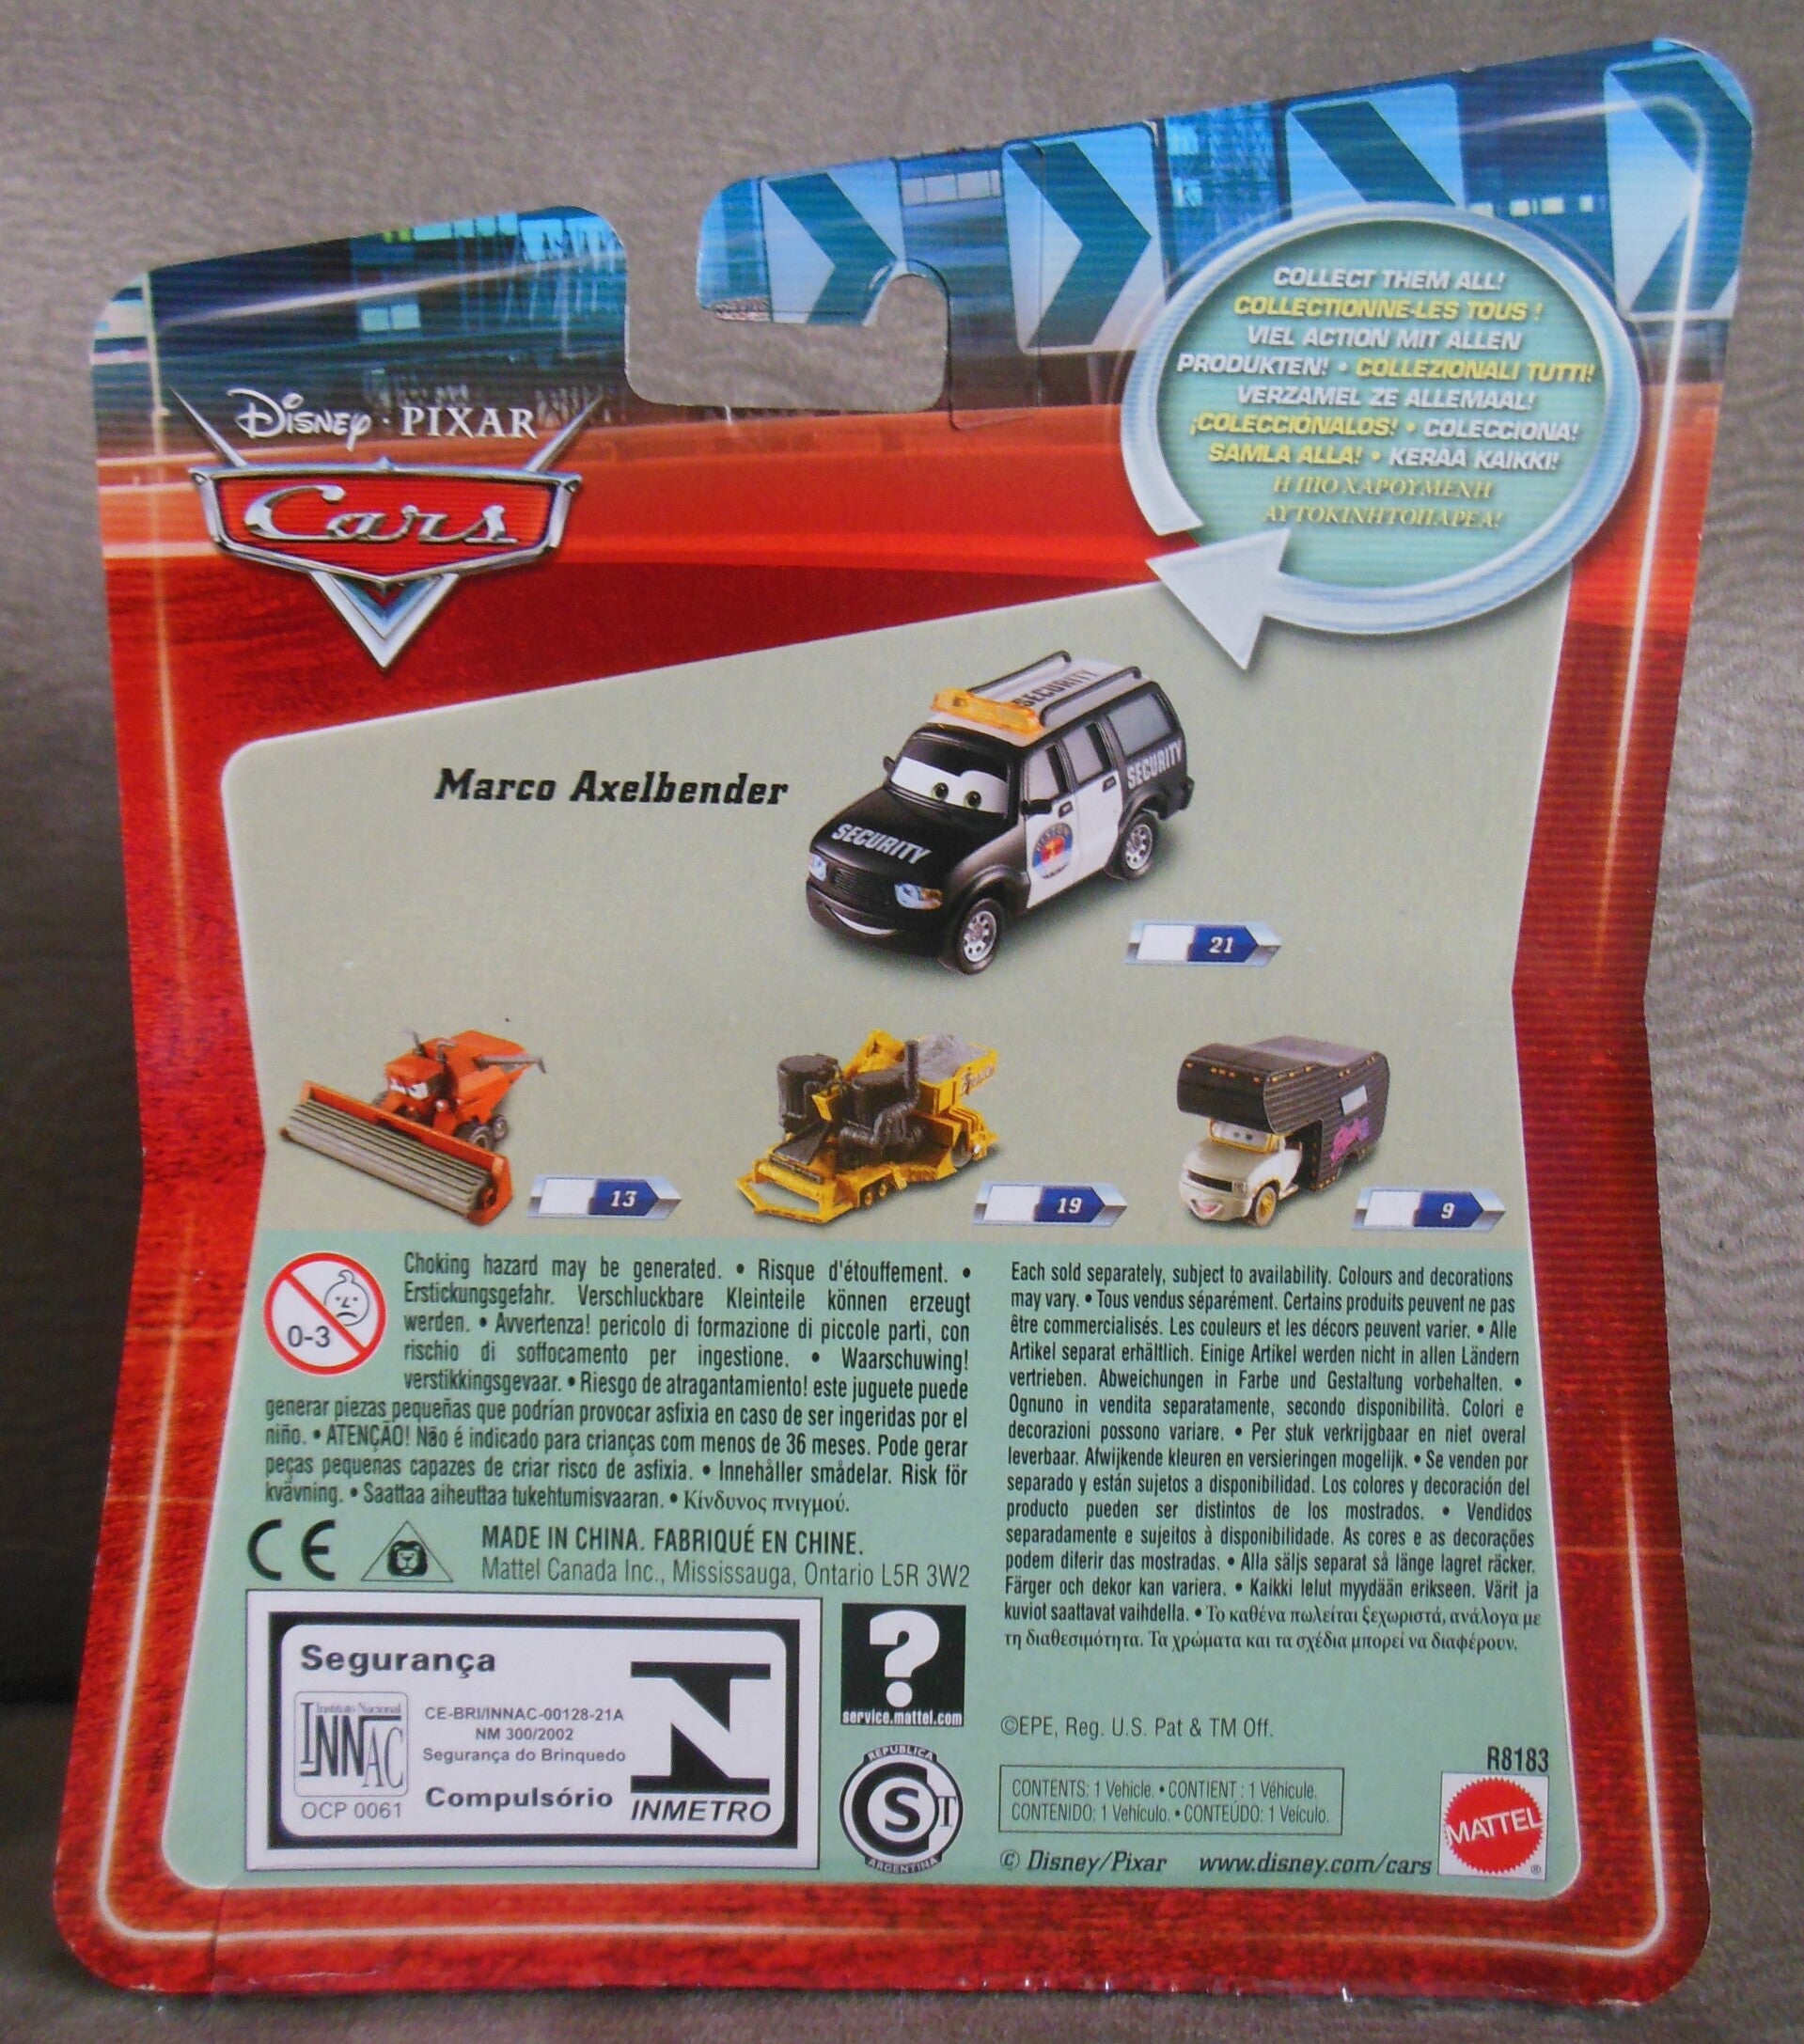 COLLECT THEM ALL!
COLLECTIONNE-LES TOUS !
VIEL ACTION MIT ALLEN
PRODUKTEN! • COLLEZIONALI TUTTI!
VERZAMEL ZE ALLEMAAL!
¡COLECCIÓNALOS! • COLECCIONA!
SAMLA ALLA! • KERÄÄ KAIKKI!
Η ΠΙΟ ΧΑΡΟΥΜΕΝΗ
ΑΥΤΟΚΙΝΗΤΟΠΑΡΕΑ!
Disney • PIXAR
Cars
SECURITY
Marco Axelbender
SECURITY
SECURITY
21
13
19
9
0-3
Choking hazard may be generated. • Risque d'étouffement. •
Erstickungsgefahr. Verschluckbare Kleinteile können erzeugt
werden. • Avvertenza! pericolo di formazione di piccole parti, con
rischio di soffocamento per ingestione. • Waarschuwing!
verstikkingsgevaar. • Riesgo de atragantamiento! este juguete puede
generar piezas pequeñas que podrían provocar asfixia en caso de ser ingeridas por el
niño. • ATENÇÃO! Não é indicado para crianças com menos de 36 meses. Pode gerar
peças pequenas capazes de criar risco de asfixia. • Innehåller smådelar. Risk för
kvävning. • Saattaa aiheuttaa tukehtumisvaaran. • Κίνδυνος πνιγμού.
CE
MADE IN CHINA. FABRIQUÉ EN CHINE.
Mattel Canada Inc., Mississauga, Ontario L5R 3W2
Segurança
Instituto Nacional
INNAC
OCP 0061
CE-BRI/INNAC-00128-21A
NM 300/2002
Segurança do Brinquedo
Compulsório
N
INMETRO
?
service.mattel.com
REPUBLICA
CST
ARGENTINA
Each sold separately, subject to availability. Colours and decorations
may vary. • Tous vendus séparément. Certains produits peuvent ne pas
être commercialisés. Les couleurs et les décors peuvent varier. • Alle
Artikel separat erhältlich. Einige Artikel werden nicht in allen Ländern
vertrieben. Abweichungen in Farbe und Gestaltung vorbehalten. •
Ognuno in vendita separatamente, secondo disponibilità. Colori e
decorazioni possono variare. • Per stuk verkrijgbaar en niet overal
leverbaar. Afwijkende kleuren en versieringen mogelijk. • Se venden por
separado y están sujetos a disponibilidad. Los colores y decoración del
producto pueden ser distintos de los mostrados. • Vendidos
separadamente e sujeitos à disponibilidade. As cores e as decorações
podem diferir das mostradas. • Alla säljs separat så länge lagret räcker.
Färger och dekor kan variera. • Kaikki lelut myydään erikseen. Värit ja
kuviot saattavat vaihdella. • Το καθένα πωλείται ξεχωριστά, ανάλογα με
τη διαθεσιμότητα. Τα χρώματα και τα σχέδια μπορεί να διαφέρουν.
©EPE, Reg. U.S. Pat & TM Off.
R8183
CONTENTS: 1 Vehicle. • CONTIENT : 1 Véhicule.
CONTENIDO: 1 Vehículo. • CONTEÚDO: 1 Veículo.
MATTEL
®
© Disney/Pixar www.disney.com/cars